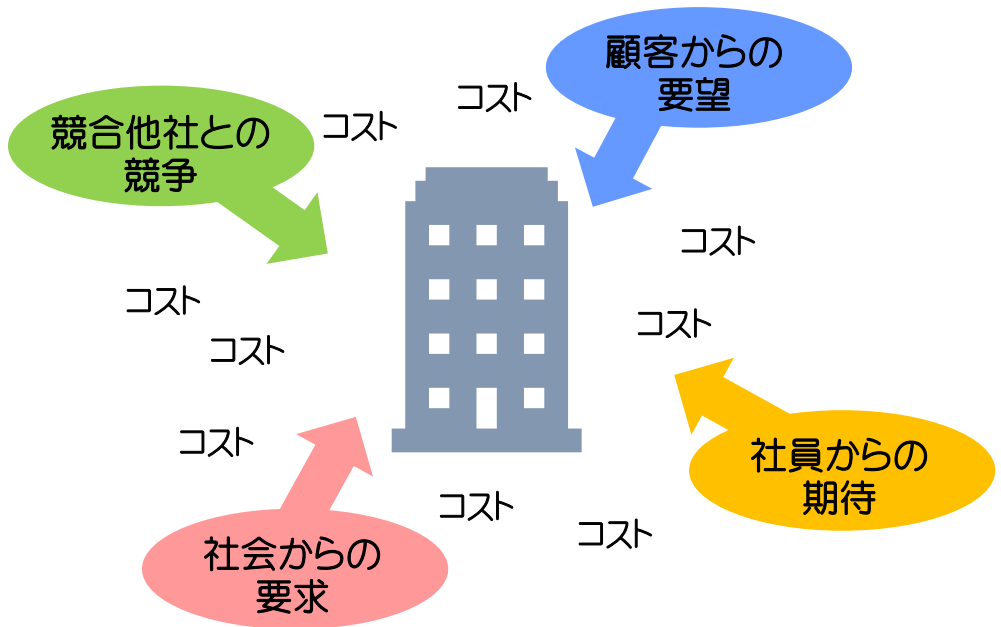 顧客からの
要望
コスト
コスト
競合他社との
競争
コスト
コスト
コスト
コスト
コスト
社員からの
期待
コスト
コスト
社会からの
要求